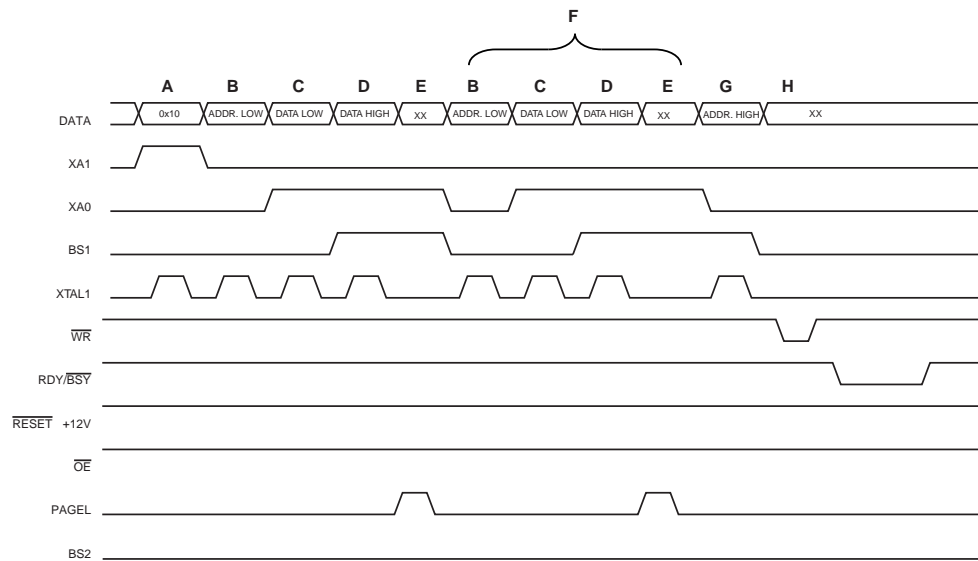 F
A B C D E B C D E G H
DATA 0x10 ADDR. LOW DATA LOW DATA HIGH XX ADDR. LOW DATA LOW DATA HIGH XX ADDR. HIGH XX
XA1
XA0
BS1
XTAL1
WR
RDY/BSY
RESET +12V
OE
PAGEL
BS2